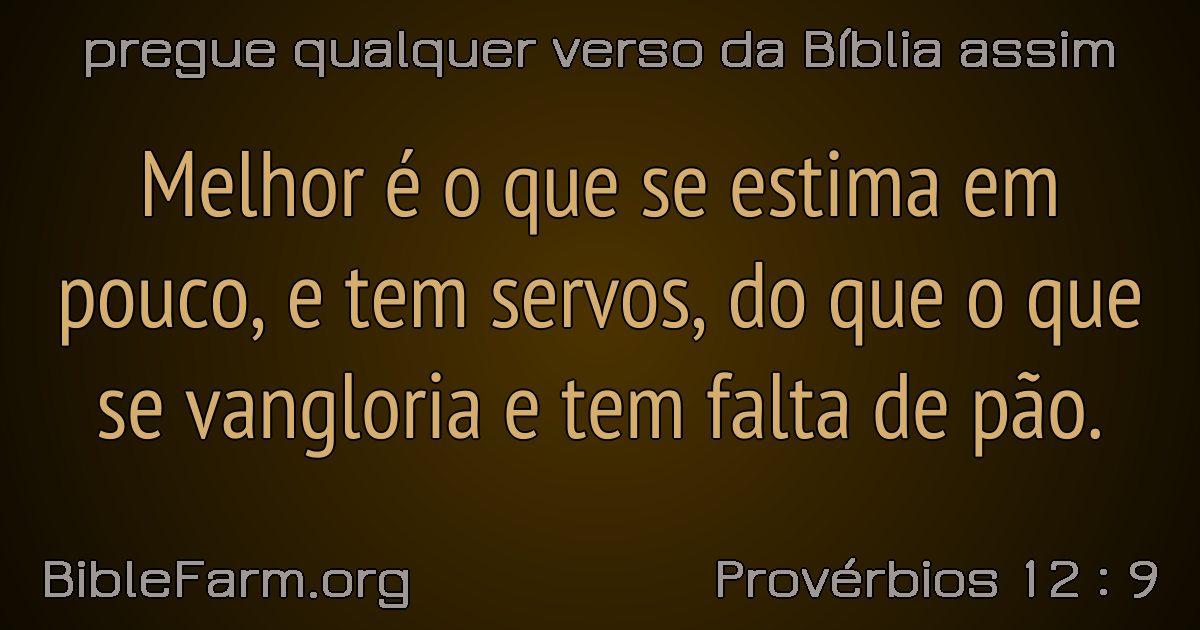 pregue qualquer verso da Bíblia assim
Melhor é o que se estima em
pouco, e tem servos, do que o que
se vangloria e tem falta de pão.
BibleFarm.org
Provérbios 12 : 9